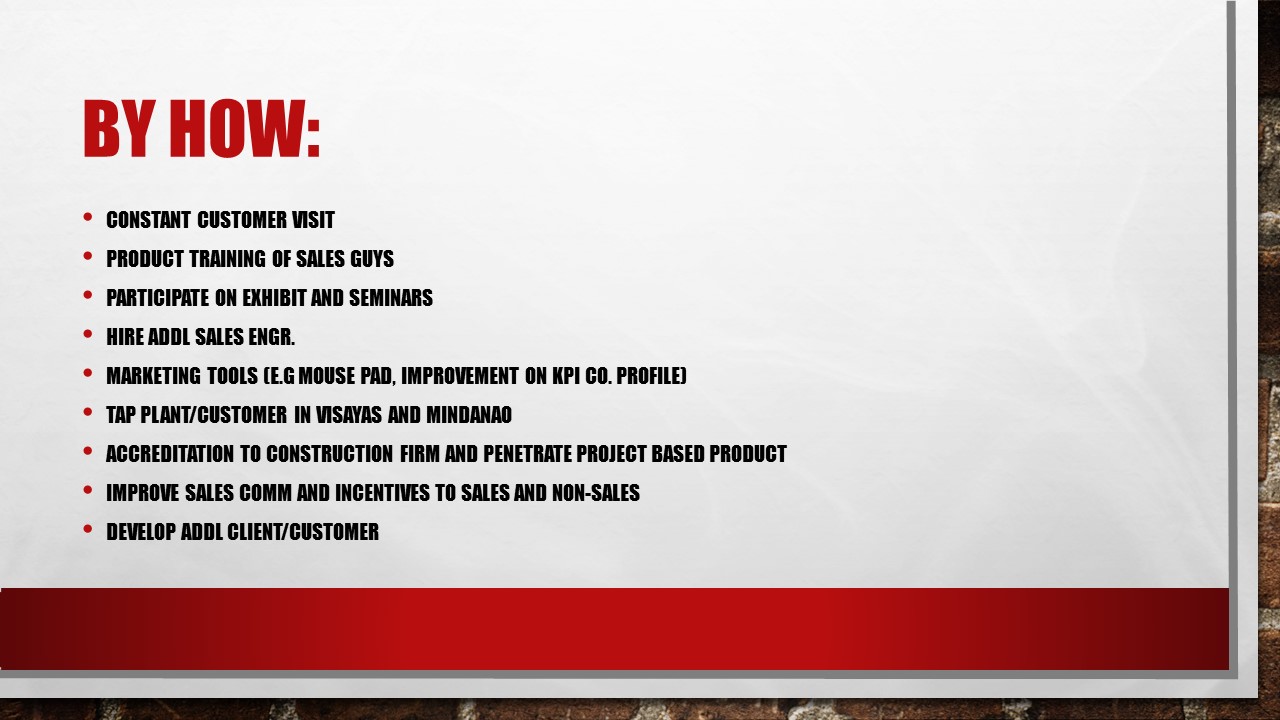 BY HOW:
• CONSTANT CUSTOMER VISIT
• PRODUCT TRAINING OF SALES GUYS
• PARTICIPATE ON EXHIBIT AND SEMINARS
• HIRE ADDL SALES ENGR.
• MARKETING TOOLS (E.G MOUSE PAD, IMPROVEMENT ON KPI CO. PROFILE)
• TAP PLANT/CUSTOMER IN VISAYAS AND MINDANAO
• ACCREDITATION TO CONSTRUCTION FIRM AND PENETRATE PROJECT BASED PRODUCT
• IMPROVE SALES COMM AND INCENTIVES TO SALES AND NON-SALES
• DEVELOP ADDL CLIENT/CUSTOMER